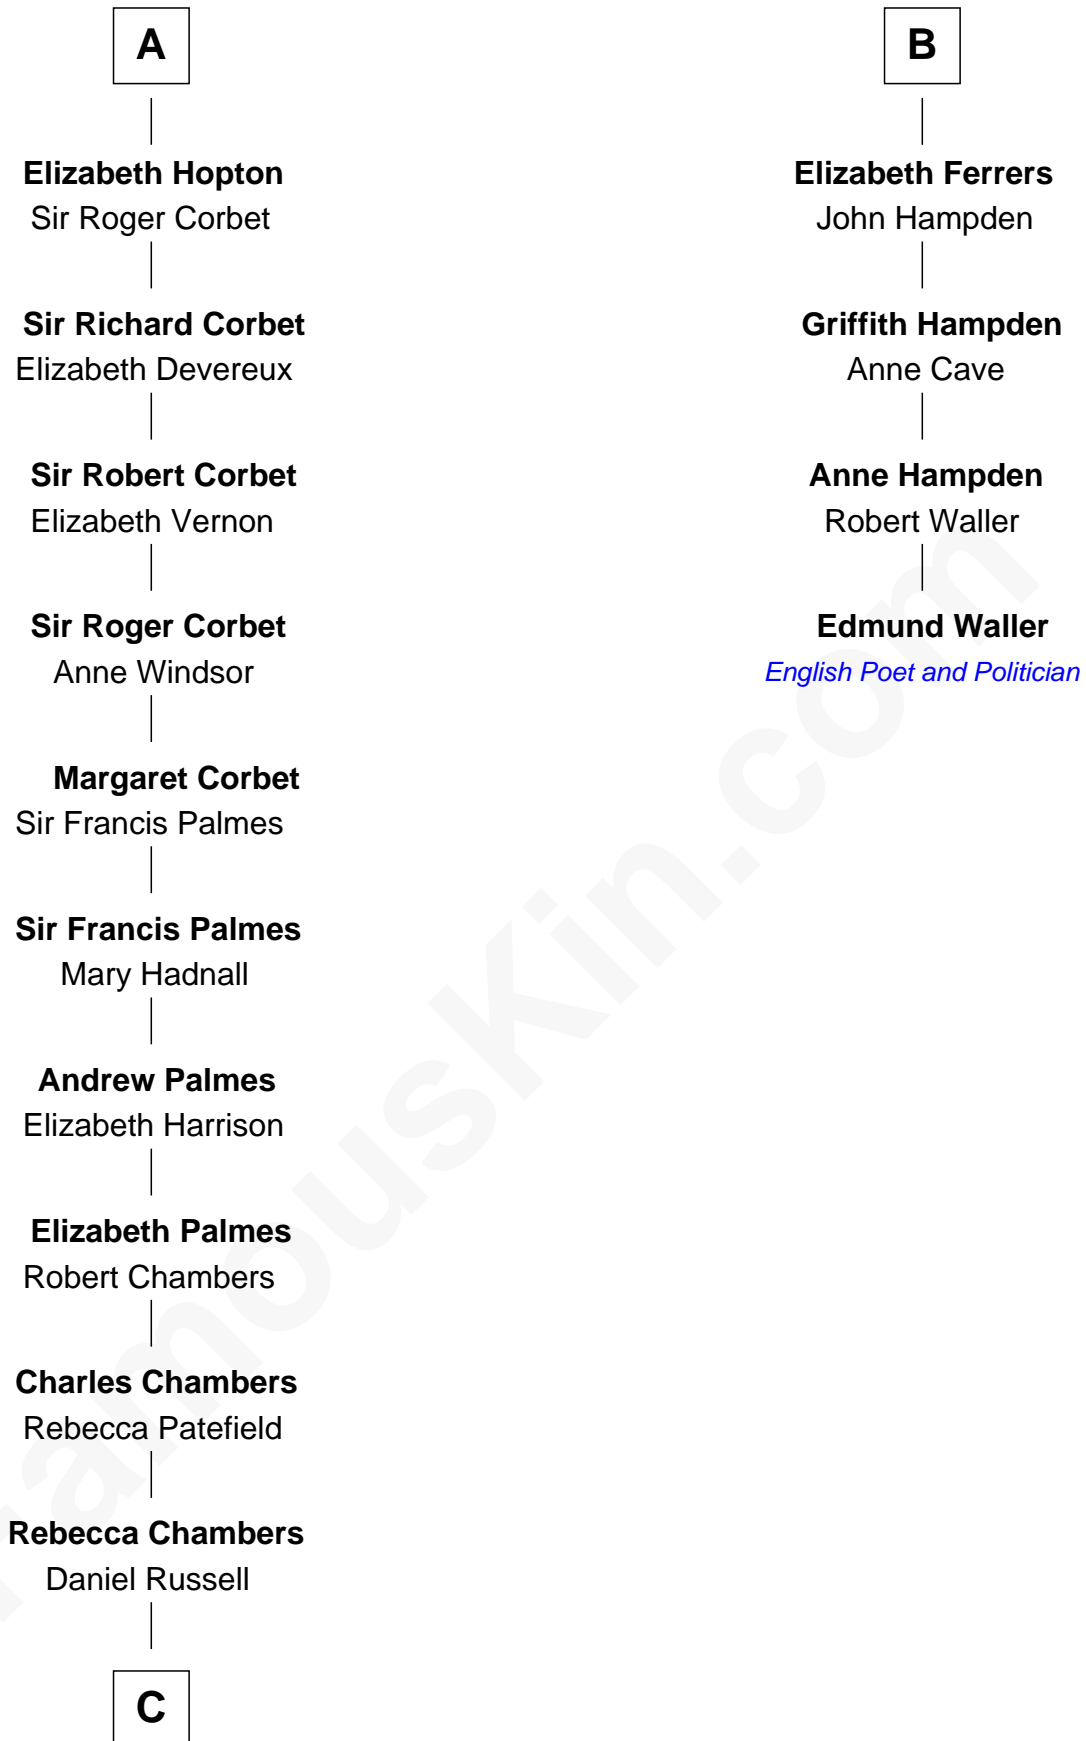 A
Elizabeth Hopton
Sir Roger Corbet
Sir Richard Corbet
Elizabeth Devereux
Sir Robert Corbet
Elizabeth Vernon
Sir Roger Corbet
Anne Windsor
Margaret Corbet
Sir Francis Palmes
Sir Francis Palmes
Mary Hadnall
Andrew Palmes
Elizabeth Harrison
Elizabeth Palmes
Robert Chambers
Charles Chambers
Rebecca Patefield
Rebecca Chambers
Daniel Russell
C
B
Elizabeth Ferrers
John Hampden
Griffith Hampden
Anne Cave
Anne Hampden
Robert Waller
Edmund Waller
English Poet and Politician
FamousKin.com